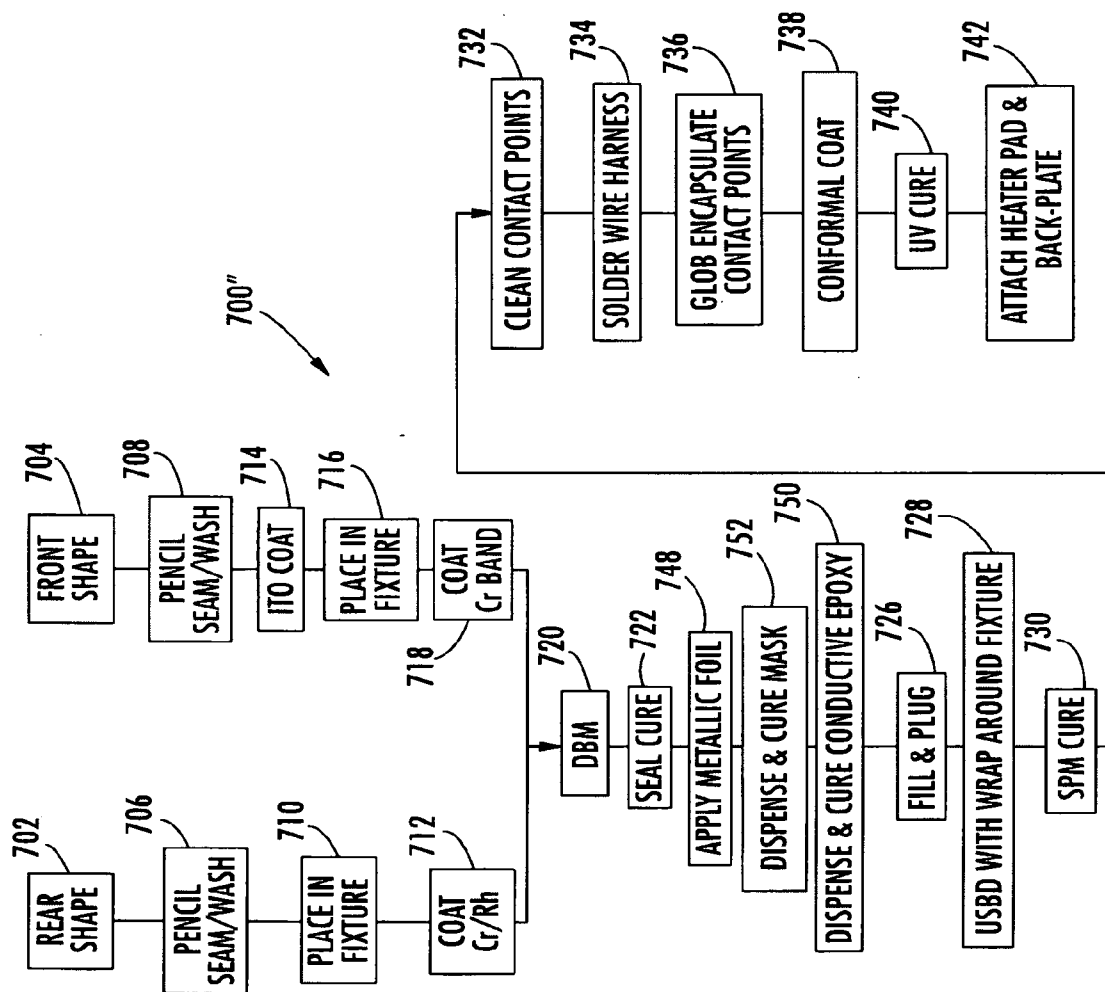 700"
702
REAR
SHAPE
706
PENCIL
SEAM/WASH
710
PLACE IN
FIXTURE
712
COAT
Cr/Rh
704
FRONT
SHAPE
708
PENCIL
SEAM/WASH
714
ITO COAT
716
PLACE IN
FIXTURE
COAT
Cr BAND
718
720
DBM
722
SEAL CURE
748
APPLY METALLIC FOIL
752
DISPENSE & CURE MASK
750
DISPENSE & CURE CONDUCTIVE EPOXY
726
FILL & PLUG
728
USBD WITH WRAP AROUND FIXTURE
730
SPM CURE
732
CLEAN CONTACT POINTS
734
SOLDER WIRE HARNESS
736
GLOB ENCAPSULATE
CONTACT POINTS
738
CONFORMAL COAT
740
UV CURE
742
ATTACH HEATER PAD &
BACK-PLATE